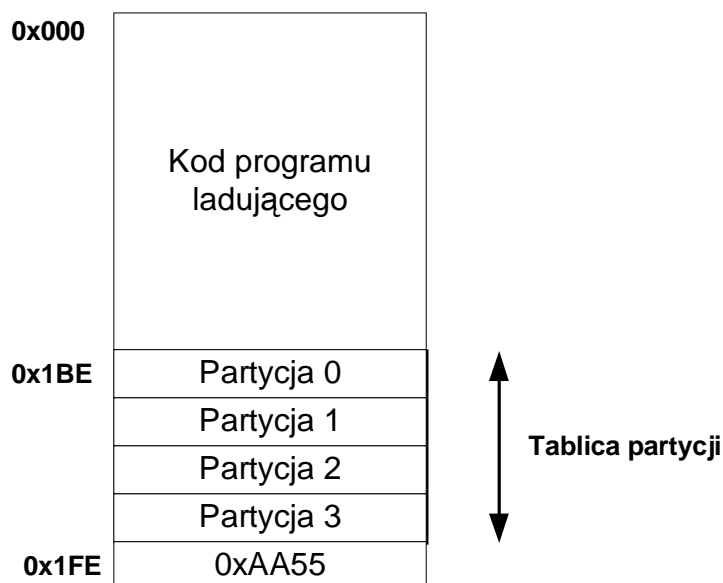 0x000
Kod programu
ladującego
0x1BE
Partycja 0
Partycja 1
Partycja 2
Partycja 3
Tablica partycji
0x1FE
0xAA55